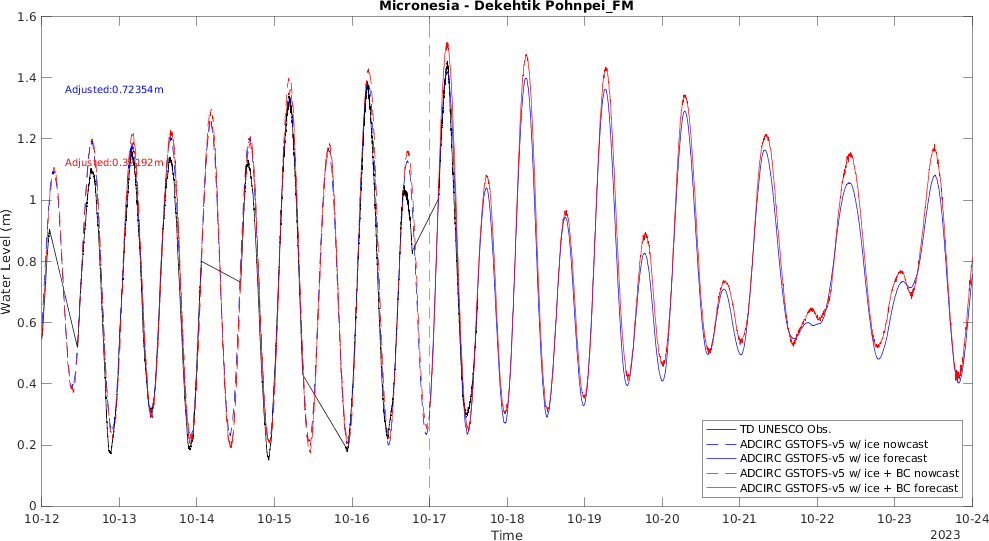 Micronesia - Dekehtik Pohnpei_FM
Water Level (m)
1.6
1.4
1.2
1
0.8
0.6
0.4
0.2
0
Adjusted:0.72354m
TD UNESCO Obs.
ADCIRC GSTOFS-v5 w/ ice nowcast
ADCIRC GSTOFS-v5 w/ ice forecast
ADCIRC GSTOFS-v5 w/ ice + BC nowcast
ADCIRC GSTOFS-v5 w/ ice + BC forecast
10-12 10-13 10-14 10-15 10-16 10-17 10-18 10-19 10-20 10-21 10-22 10-23 10-24
Time
2023